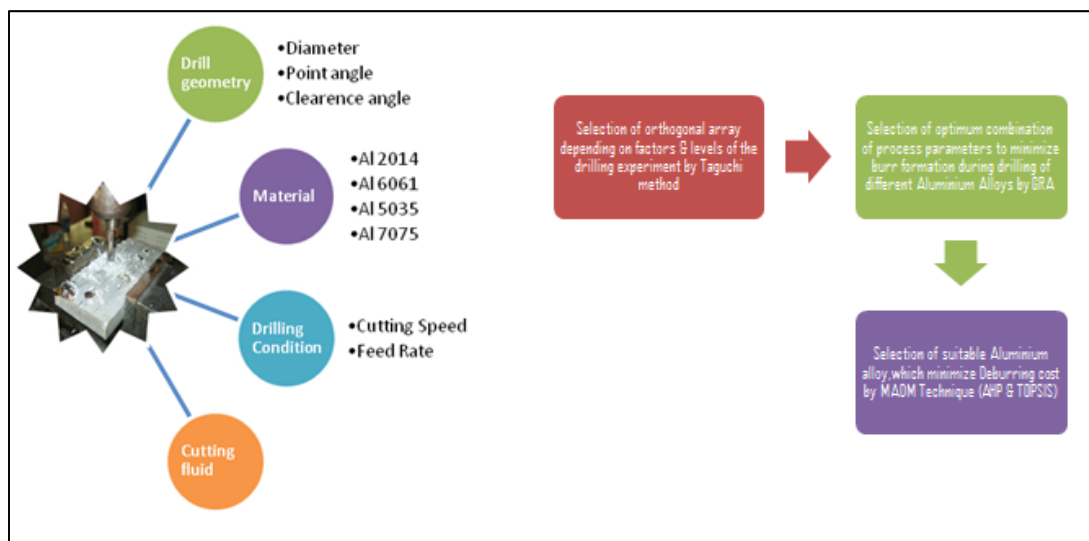 Drill
geometry
•Diameter
•Point angle
•Clearence angle
Material
•Al 2014
•Al 6061
•Al 5035
•Al 7075
Drilling
Condition
•Cutting Speed
•Feed Rate
Cutting
fluid
Selection of orthogonal array
depending on factors & levels of the
drilling experiment by Taguchi
method
Selection of optimum combination
of process parameters to minimize
burr formation during drilling of
different Aluminium Alloys by GRA
Selection of suitable Aluminium
alloy,which minimize Deburring cost
by MADM Technique (AHP & TOPSIS)